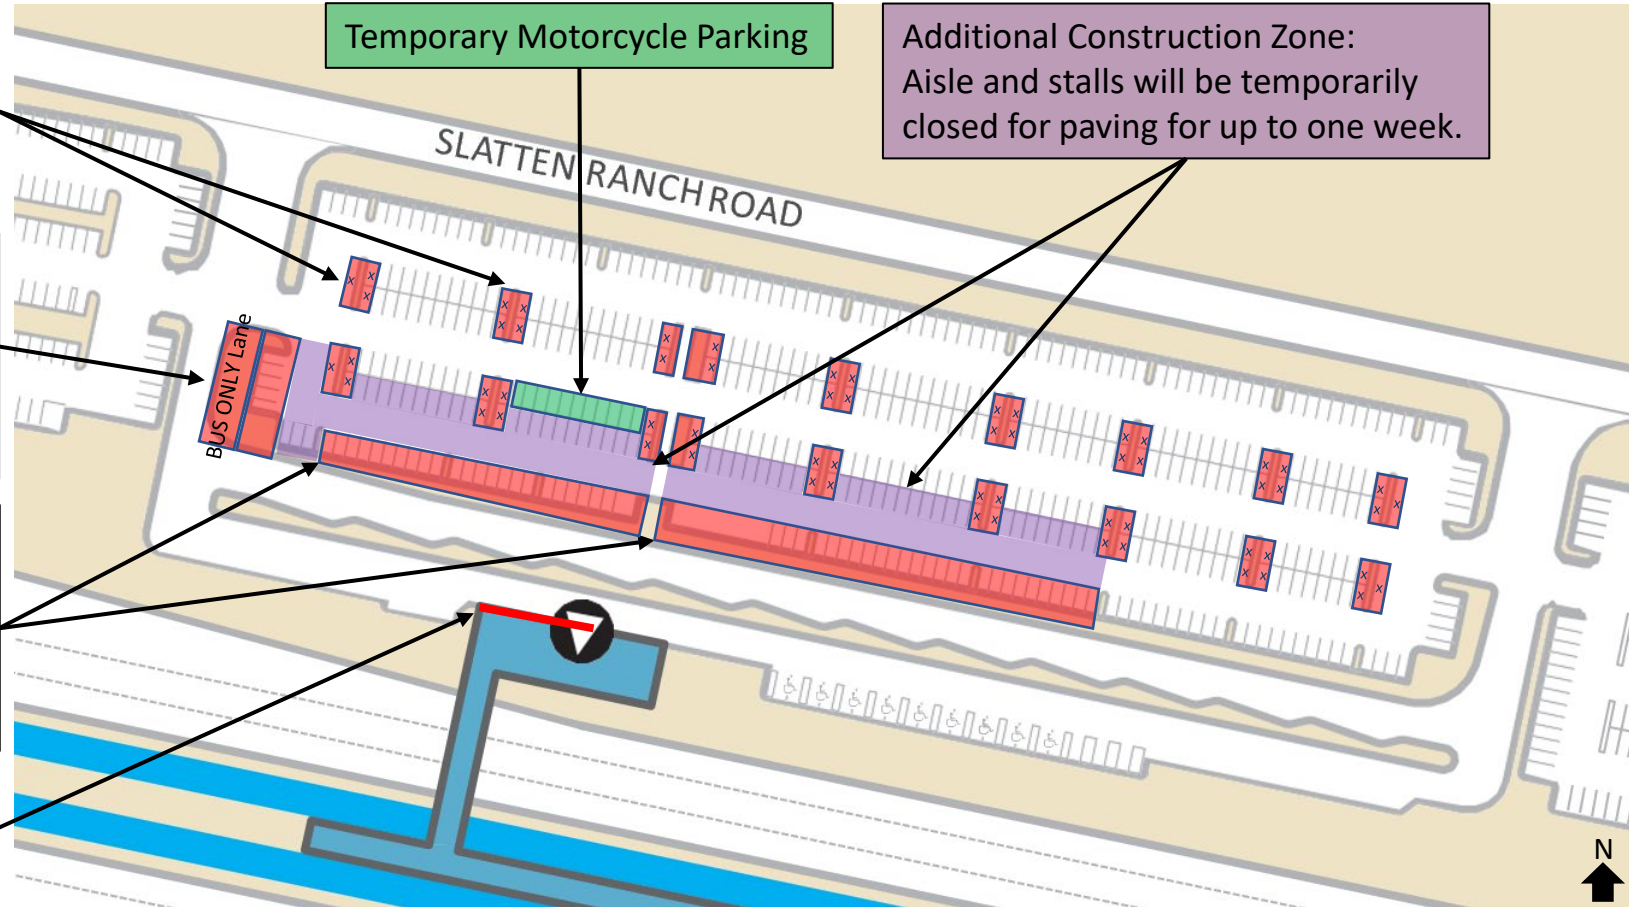 Temporary Motorcycle Parking
Additional Construction Zone:
Aisle and stalls will be temporarily
closed for paving for up to one week.
SLATTEN RANCH ROAD
BUS ONLY Lane
N